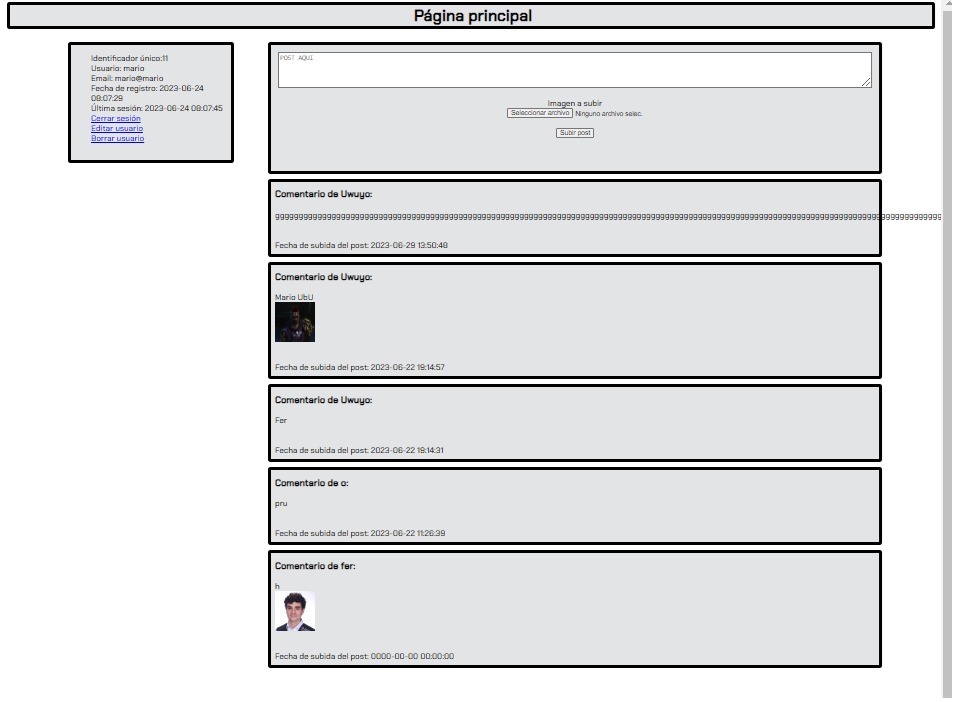 Página principal
Identificador único:11
Usuario: mario
Email: mario@mario
Fecha de registro: 2023-06-24
08:07:29
Última sesión: 2023-06-24 08:07:45
Cerrar sesión
Editar usuario
Borrar usuario
POST AQUI
Imagen a subir
Seleccionar archivo Ninguno archivo selec.
Subir post
Comentario de Uwuyo:
Fecha de subida del post: 2023-06-29 13:50:48
Comentario de Uwuyo:
Mario UbU
Fecha de subida del post: 2023-06-22 19:14:57
Comentario de Uwuyo:
Fer
Fecha de subida del post: 2023-06-22 19:14:31
Comentario de o:
pru
Fecha de subida del post: 2023-06-22 11:26:39
Comentario de fer:
h
Fecha de subida del post: 0000-00-00 00:00:00